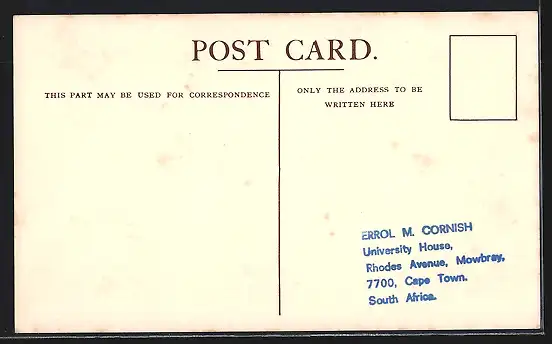 POST CARD.
THIS PART MAY BE USED FOR CORRESPONDENCE
ONLY THE ADDRESS TO BE
WRITTEN HERE
ERROL M. CORNISH
University House,
Rhodes Avenue, Mowbray,
7700, Cape Town.
South Africa.